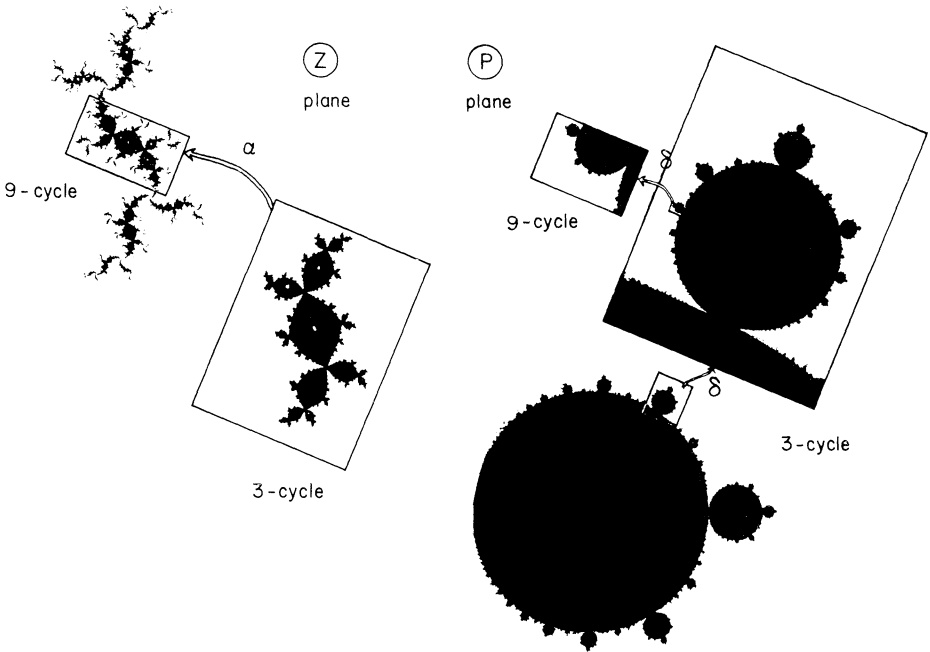 Z
plane
P
plane
α
9-cycle
3-cycle
δ
9-cycle
δ
3-cycle